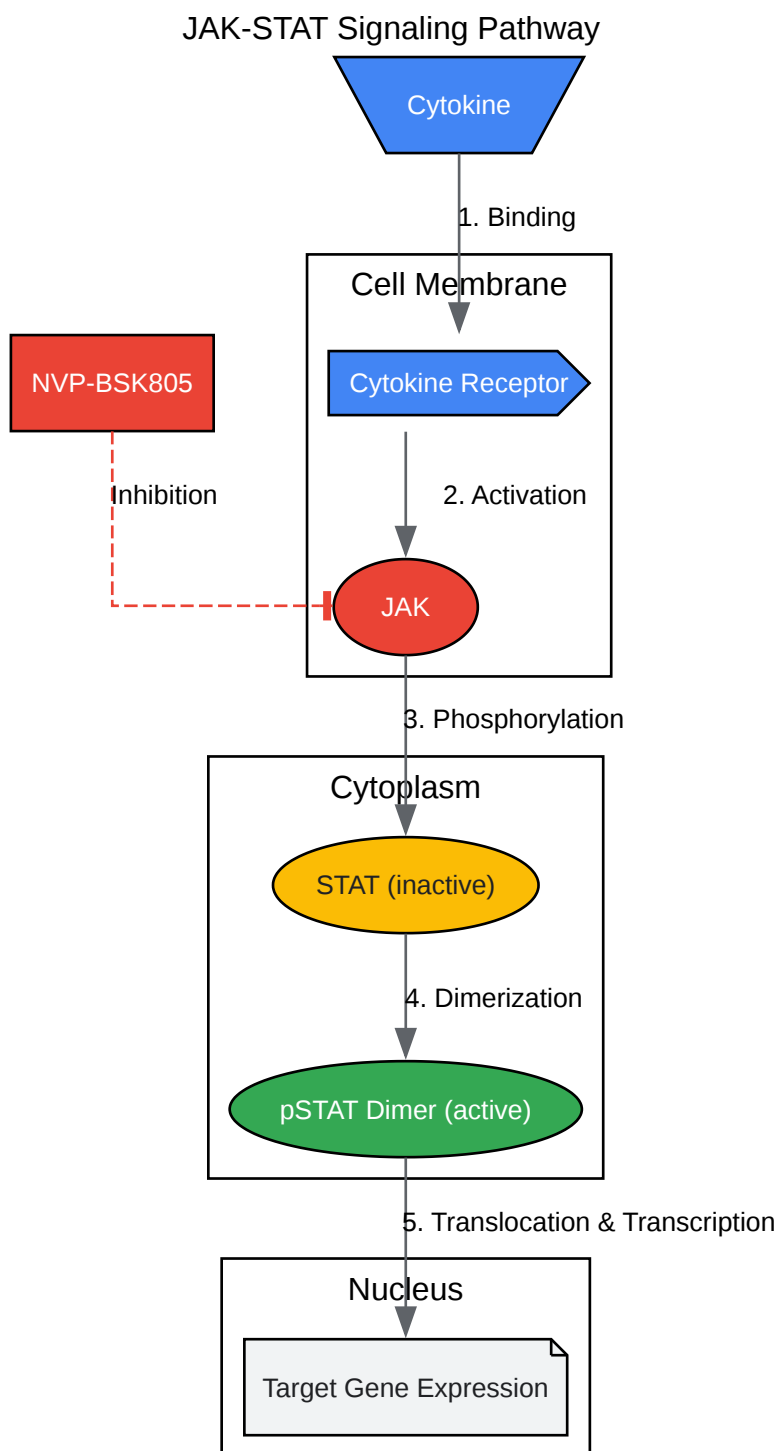 JAK-STAT Signaling Pathway
Cytokine
1. Binding
Cell Membrane
NVP-BSK805
Cytokine Receptor
Inhibition
2. Activation
JAK
3. Phosphorylation
Cytoplasm
STAT (inactive)
4. Dimerization
pSTAT Dimer (active)
5. Translocation & Transcription
Nucleus
Target Gene Expression